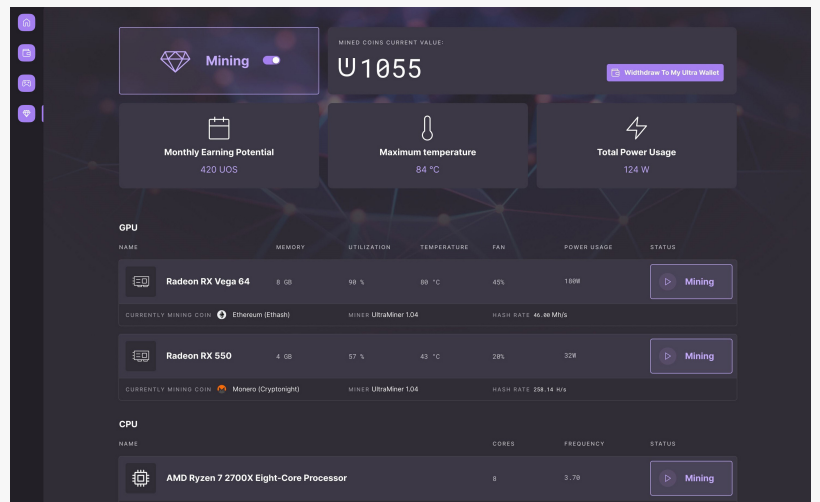 Mining
MINED COINS CURRENT VALUE:
1055
Widthdraw To My Ultra Wallet
Monthly Earning Potential
420 UOS
Maximum temperature
84 °C
Total Power Usage
124 W
GPU
NAME MEMORY UTILIZATION TEMPERATURE FAN POWER USAGE STATUS
Radeon RX Vega 64 8 GB 90 % 80 °C 45% 180W Mining
CURRENTLY MINING COIN Ethereum (Ethash) MINER UltraMiner 1.04 HASH RATE 46.00 Mh/s
Radeon RX 550 4 GB 57 % 43 °C 20% 32W Mining
CURRENTLY MINING COIN Monero (Cryptonight) MINER UltraMiner 1.04 HASH RATE 250.14 H/s
CPU
NAME CORES FREQUENCY STATUS
AMD Ryzen 7 2700X Eight-Core Processor 8 3.70 Mining